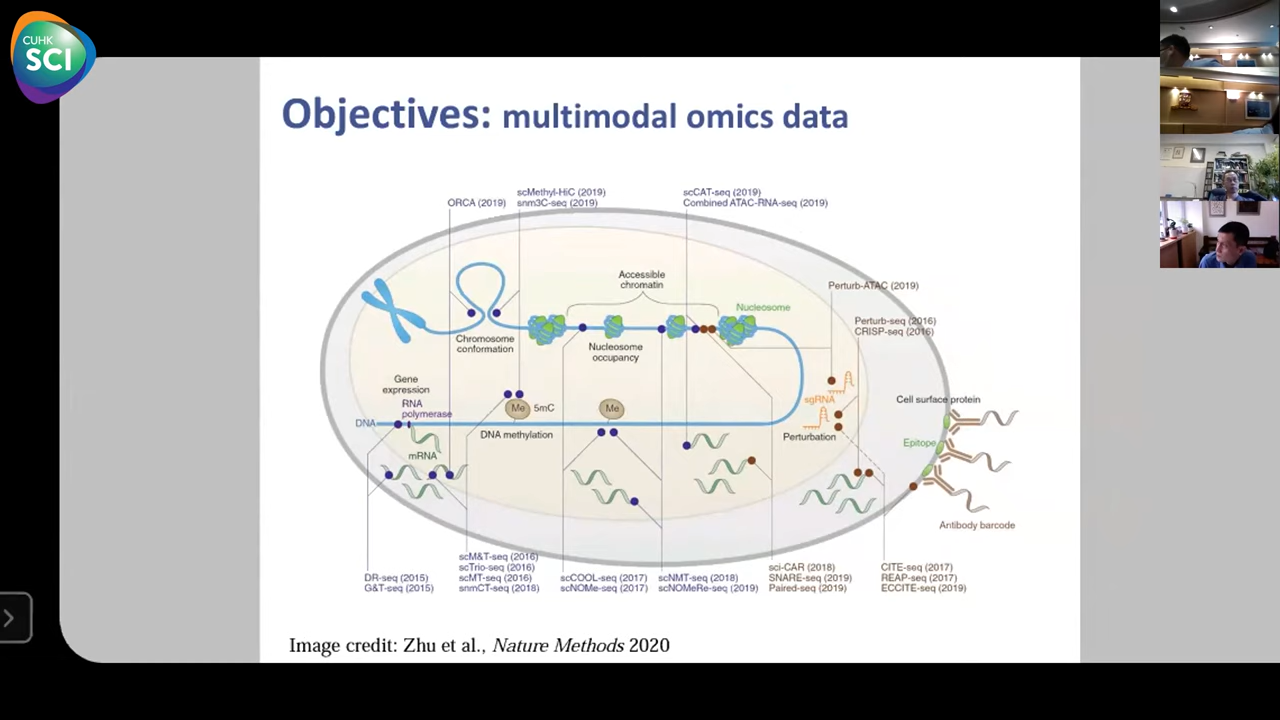 CUHK
SCI
Objectives: multimodal omics data
ORCA (2019)
scMethyl-HiC (2019)
snm3C-seq (2019)
scCAT-seq (2019)
Combined ATAC-RNA-seq (2019)
Accessible
chromatin
Nucleosome
Perturb-ATAC (2019)
Perturb-seq (2016)
CRISP-seq (2016)
Chromosome
conformation
Nucleosome
occupancy
Gene
expression
RNA
polymerase
DNA
Me
5mC
Me
DNA methylation
sgRNA
Perturbation
Cell surface protein
Epitope
mRNA
Antibody barcode
DR-seq (2015)
G&T-seq (2015)
scM&T-seq (2016)
scTrio-seq (2016)
scMT-seq (2016)
snmCT-seq (2018)
scCOOL-seq (2017)
scNOMe-seq (2017)
scNMT-seq (2018)
scNOMeRe-seq (2019)
sci-CAR (2018)
SNARE-seq (2019)
Paired-seq (2019)
CITE-seq (2017)
REAP-seq (2017)
ECCITE-seq (2019)
Image credit: Zhu et al., Nature Methods 2020